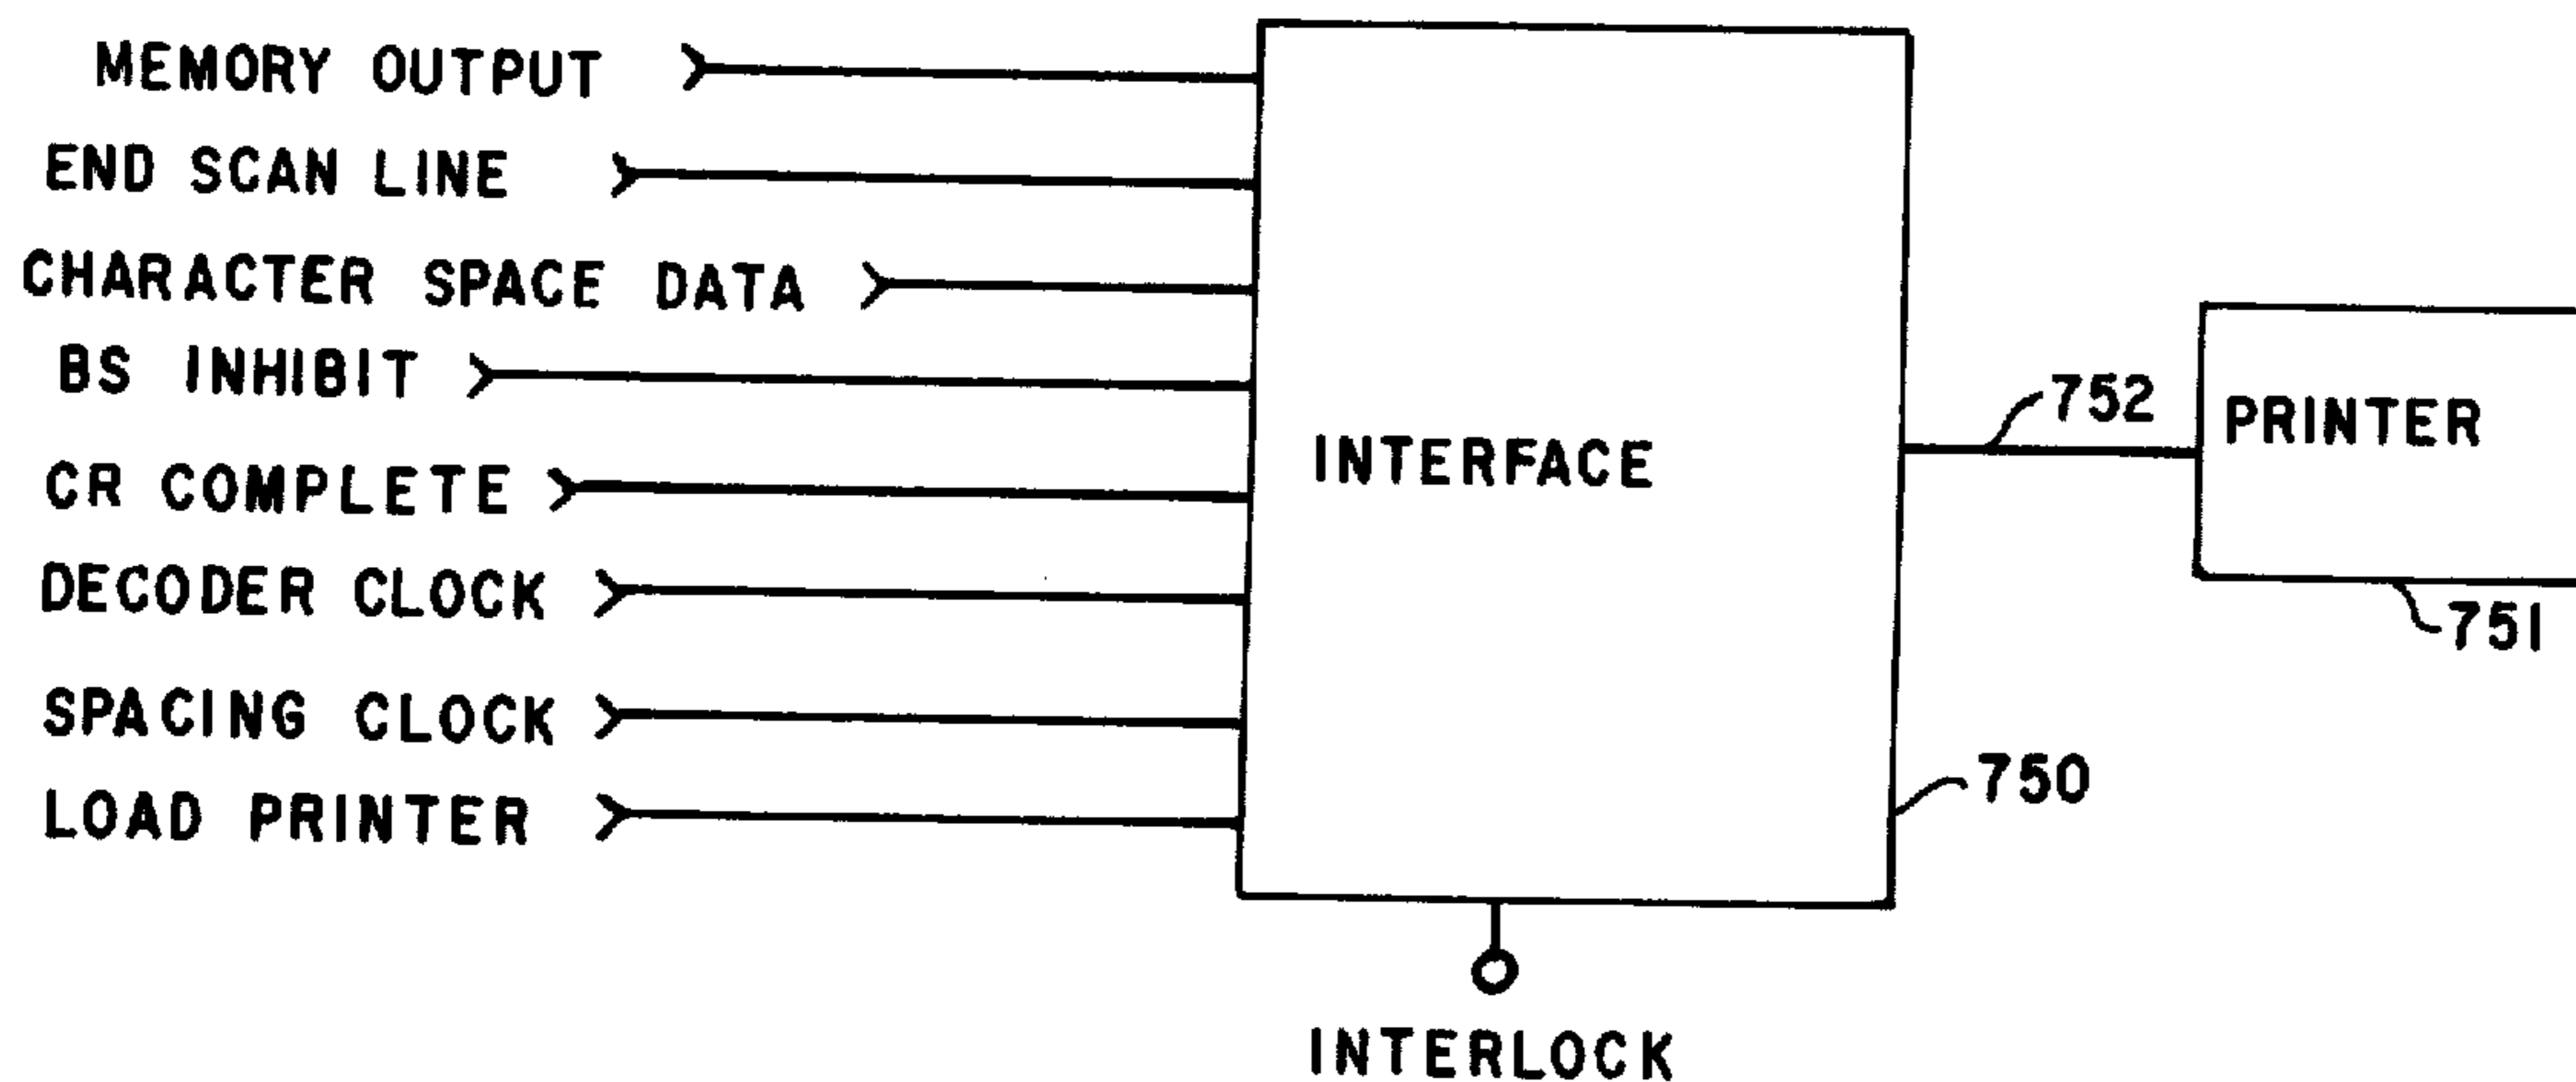 MEMORY OUTPUT
END SCAN LINE
CHARACTER SPACE DATA
BS INHIBIT
CR COMPLETE
DECODER CLOCK
SPACING CLOCK
LOAD PRINTER
INTERFACE
752
PRINTER
751
750
INTERLOCK